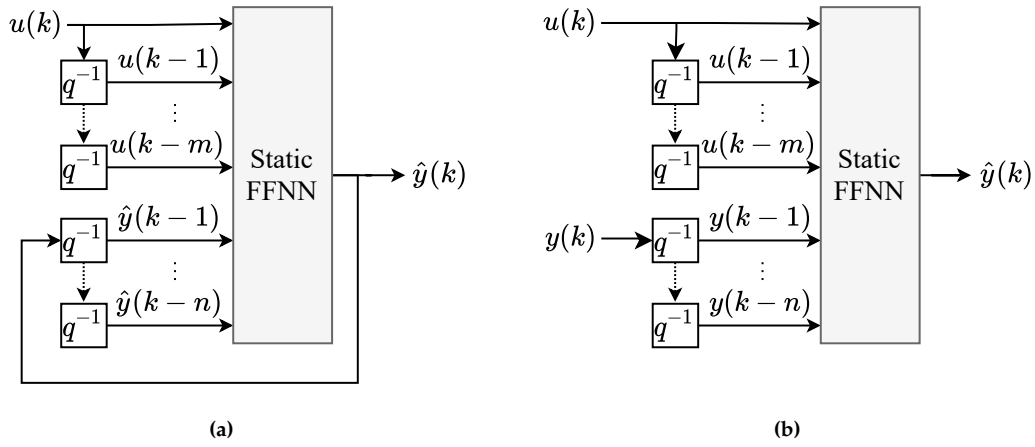 u(k)
q⁻¹
u(k − 1)
⋮
q⁻¹
u(k − m)
Static
FFNN
ŷ(k)
q⁻¹
ŷ(k − 1)
⋮
q⁻¹
ŷ(k − n)
(a)
u(k)
q⁻¹
u(k − 1)
⋮
q⁻¹
u(k − m)
Static
FFNN
ŷ(k)
y(k)
q⁻¹
y(k − 1)
⋮
q⁻¹
y(k − n)
(b)